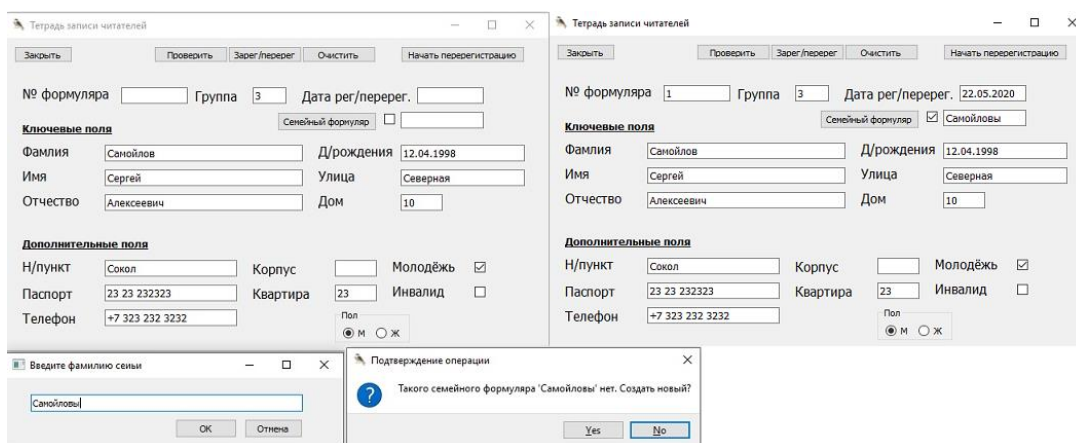 Тетрадь записи читателей
Закрыть Проверить Зарег/перерег Очистить Начать перерегистрацию
№ формуляра Группа 3 Дата рег/перерег.
Семейный формуляр
Ключевые поля
Фамлия Самойлов Д/рождения 12.04.1998
Имя Сергей Улица Северная
Отчество Алексеевич Дом 10
Дополнительные поля
Н/пункт Сокол Корпус Молодёжь
Паспорт 23 23 232323 Квартира 23 Инвалид
Телефон +7 323 232 3232 Пол
М Ж
Тетрадь записи читателей
Закрыть Проверить Зарег/перерег Очистить Начать перерегистрацию
№ формуляра 1 Группа 3 Дата рег/перерег. 22.05.2020
Семейный формуляр Самойловы
Ключевые поля
Фамлия Самойлов Д/рождения 12.04.1998
Имя Сергей Улица Северная
Отчество Алексеевич Дом 10
Дополнительные поля
Н/пункт Сокол Корпус Молодёжь
Паспорт 23 23 232323 Квартира 23 Инвалид
Телефон +7 323 232 3232 Пол
М Ж
Введите фамилию сеиьи
Самойловы
OK Отмена
Подтверждение операции
Такого семейного формуляра 'Самойловы' нет. Создать новый?
Yes No